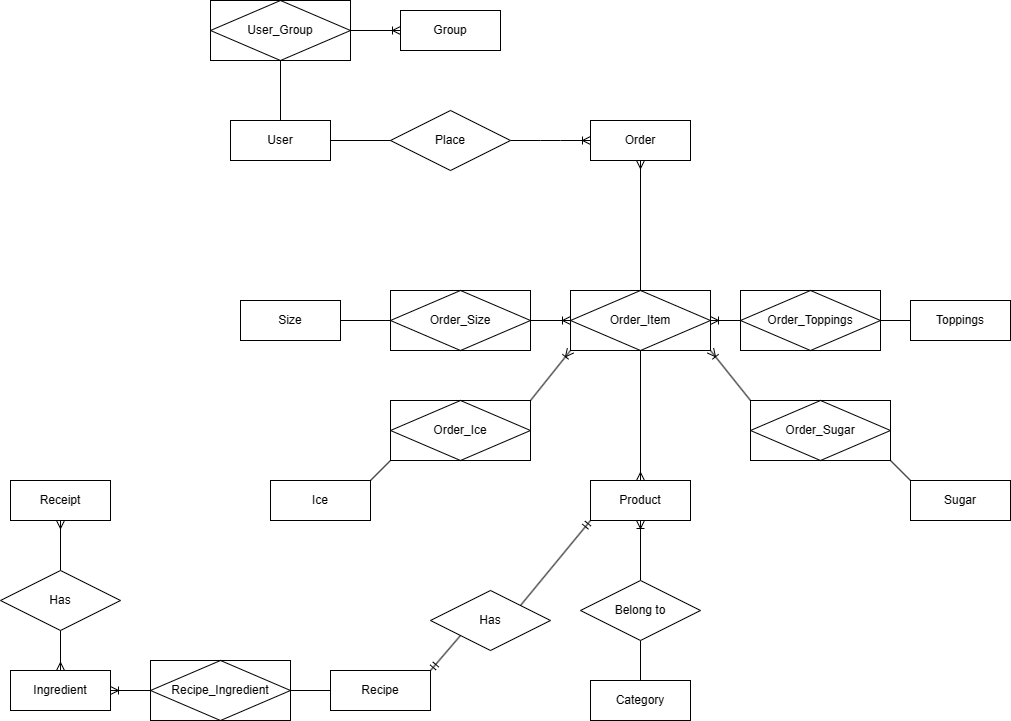 User_Group
Group
User
Place
Order
Size
Order_Size
Order_Item
Order_Toppings
Toppings
Order_Ice
Order_Sugar
Receipt
Ice
Product
Sugar
Has
Has
Belong to
Ingredient
Recipe_Ingredient
Recipe
Category